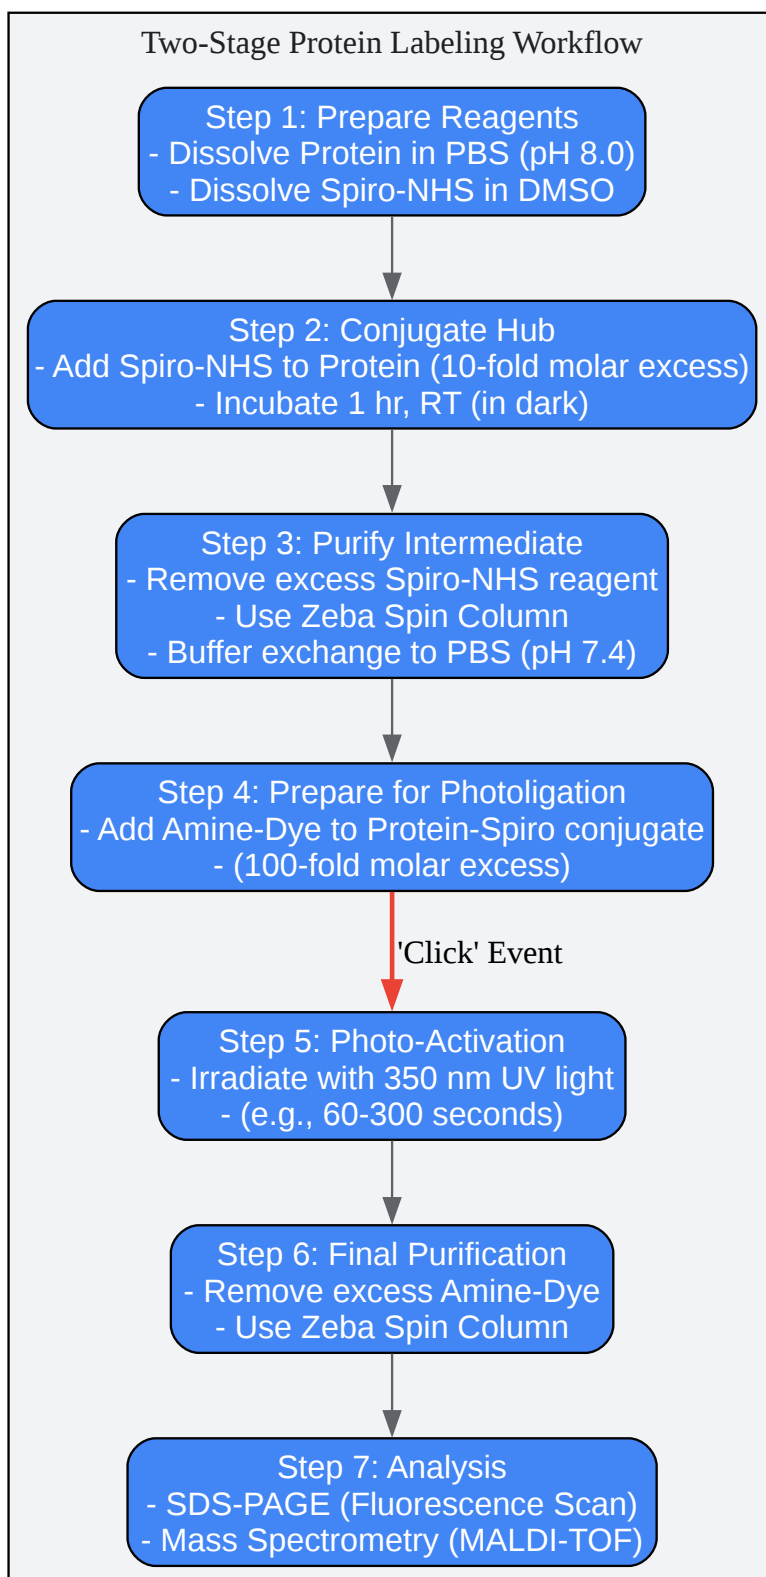 Two-Stage Protein Labeling Workflow
Step 1: Prepare Reagents
- Dissolve Protein in PBS (pH 8.0)
- Dissolve Spiro-NHS in DMSO
Step 2: Conjugate Hub
- Add Spiro-NHS to Protein (10-fold molar excess)
- Incubate 1 hr, RT (in dark)
Step 3: Purify Intermediate
- Remove excess Spiro-NHS reagent
- Use Zeba Spin Column
- Buffer exchange to PBS (pH 7.4)
Step 4: Prepare for Photoligation
- Add Amine-Dye to Protein-Spiro conjugate
- (100-fold molar excess)
'Click' Event
Step 5: Photo-Activation
- Irradiate with 350 nm UV light
- (e.g., 60-300 seconds)
Step 6: Final Purification
- Remove excess Amine-Dye
- Use Zeba Spin Column
Step 7: Analysis
- SDS-PAGE (Fluorescence Scan)
- Mass Spectrometry (MALDI-TOF)